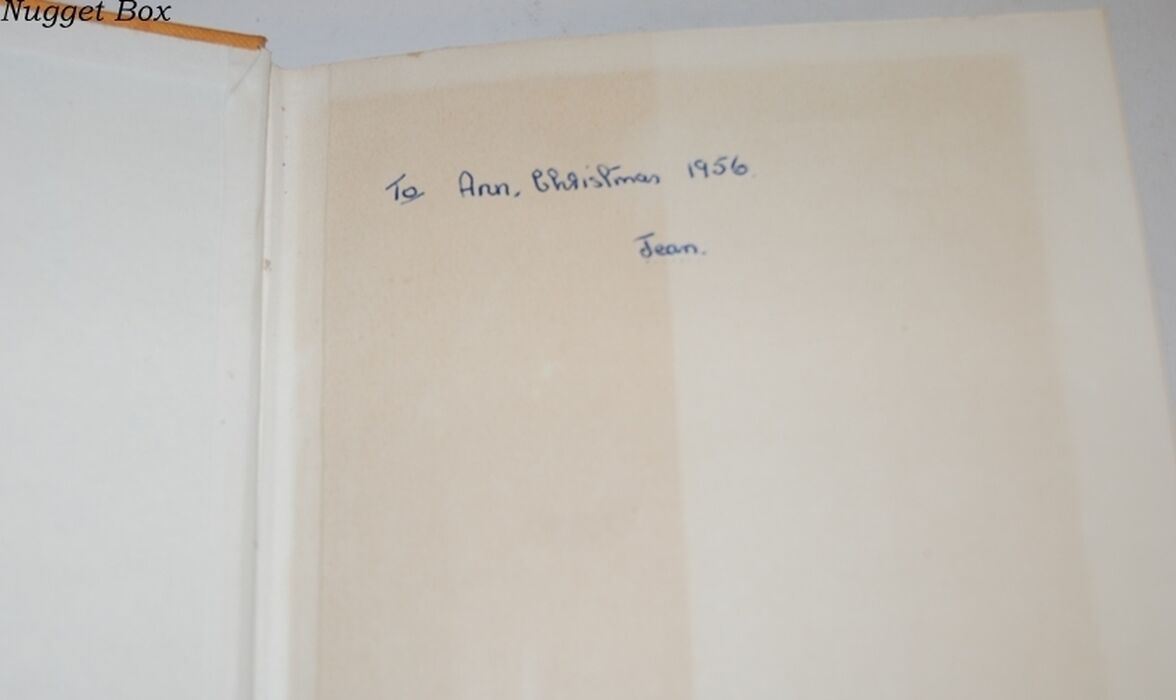 Nugget Box
To Ann, Christmas 1956.
Jean.